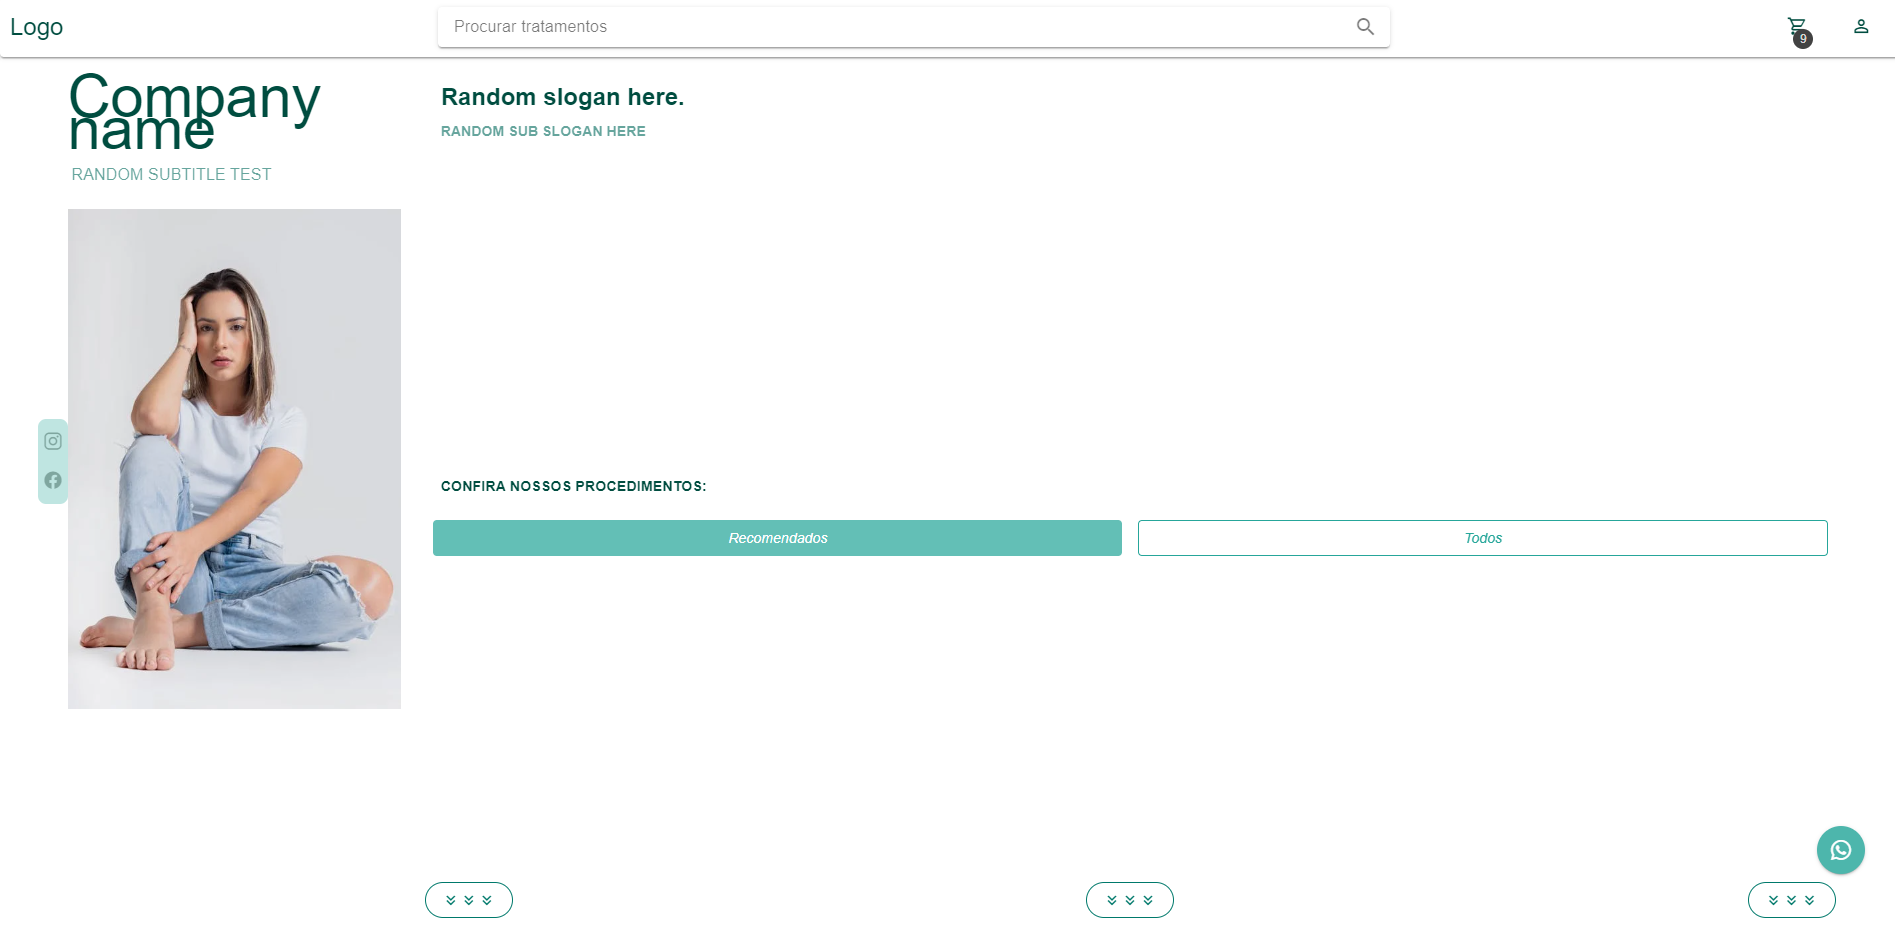 Logo
Procurar tratamentos
9
Company
name
RANDOM SUBTITLE TEST
Random slogan here.
RANDOM SUB SLOGAN HERE
CONFIRA NOSSOS PROCEDIMENTOS:
Recomendados
Todos